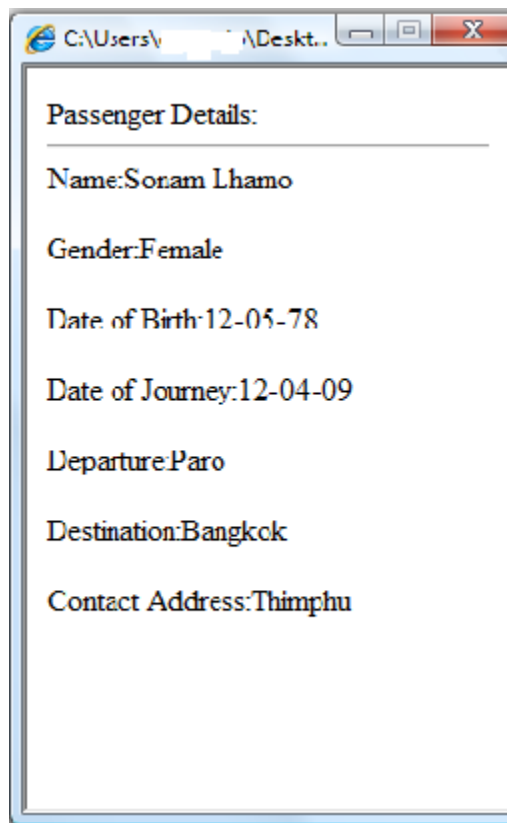 C:\Users\ \Deskt...
Passenger Details:
Name:Sonam Lhamo
Gender:Female
Date of Birth:12-05-78
Date of Journey:12-04-09
Departure:Paro
Destination:Bangkok
Contact Address:Thimphu